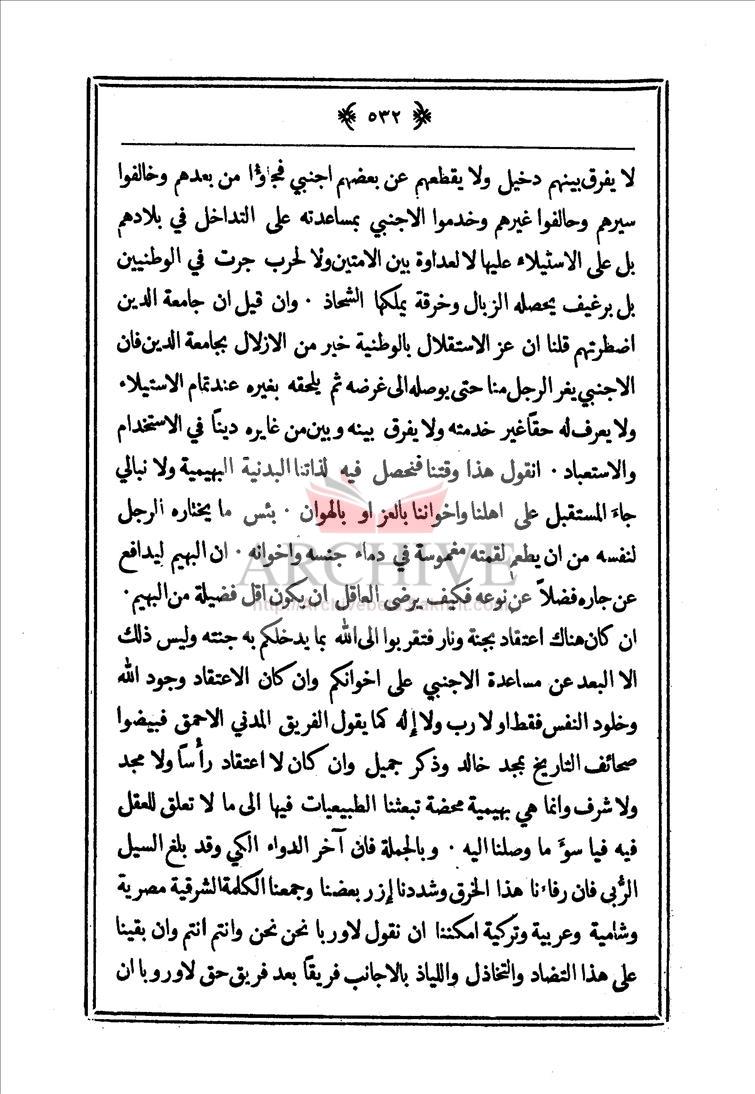 ٥٣٢
لا يفرق بينهم دخيل ولا يقطعهم عن بعضهم اجنبي فجاؤا من بعدهم وخالفوا
سيرهم وحالفوا غيرهم وخدموا الاجنبي بمساعدته على التداخل في بلادهم
بل على الاستيلاء عليها لا لعداوة بين الامتين ولا لحرب جرت في الوطنيين
بل برغيف يحصله الزبال وخرقة يملكها الشحاذ ٠ وان قيل ان جامعة الدين
اضطرتهم قلنا ان عز الاستقلال بالوطنية خير من الازلال بجامعة الدين فان
الاجنبي يغر الرجل منا حتى يوصله الى غرضه ثم يلحقه بغيره عند تمام الاستيلاء
ولا يعرف له حقاً غير خدمته ولا يفرق بينه وبين من غايره ديناً في الاستخدام
والاستعباد ٠ انقول هذا وقتنا فنحصل فيه لذاتنا البدنية البهيمية ولا نبالي
جاءَ المستقبل على اهلنا واخواننا بالعز او بالهوان ٠ بئس ما يختاره الرجل
لنفسه من ان يطعم لقمته مغموسة في دماء جنسه واخوانه ٠ ان البهيم ليدافع
عن جاره فضلاً عن نوعه فكيف يرضى العاقل ان يكون اقل فضيلة من البهيم ٠
ان كان هناك اعتقاد بجنة ونار فتقربوا الى الله بما يدخلكم به جنته وليس ذلك
الا البعد عن مساعدة الاجنبي على اخوانكم وان كان الاعتقاد وجود الله
وخلود النفس فقط او لا رب ولا إله كما يقول الفريق المدني الاحمق فبيضوا
صحائف التاريخ بمجد خالد وذكر جميل وان كان لا اعتقاد رأساً ولا مجد
ولا شرف وانما هي بهيمية محضة تبعثنا الطبيعيات فيها الى ما لا تعلق للعقل
فيه فيا سوءَ ما وصلنا اليه ٠ وبالجملة فان آخر الدواء الكي وقد بلغ السيل
الزُّبى فان رفاءنا هذا الخرق وشددنا إزر بعضنا وجمعنا الكلمة الشرقية مصرية
وشامية وعربية وتركية امكننا ان نقول لاوربا نحن نحن وانتم انتم وان بقينا
على هذا التضاد والتخاذل واللياذ بالاجانب فريقاً بعد فريق حق لاوروبا ان
ARCHIVE